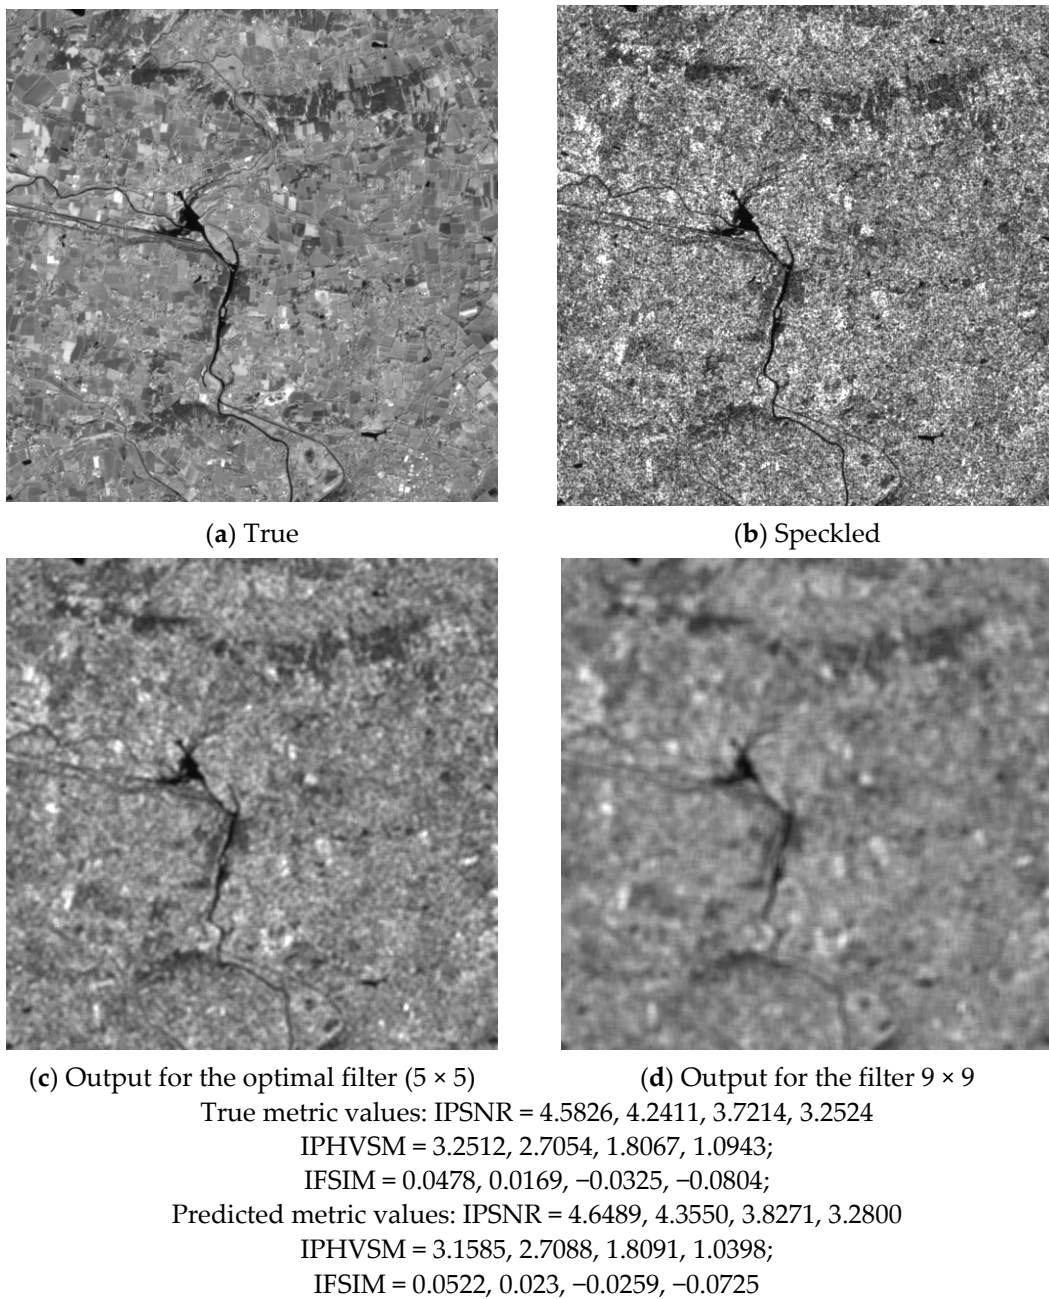 (a) True
(b) Speckled
(c) Output for the optimal filter (5 × 5)
(d) Output for the filter 9 × 9
True metric values: IPSNR = 4.5826, 4.2411, 3.7214, 3.2524
IPHVSM = 3.2512, 2.7054, 1.8067, 1.0943;
IFSIM = 0.0478, 0.0169, −0.0325, −0.0804;
Predicted metric values: IPSNR = 4.6489, 4.3550, 3.8271, 3.2800
IPHVSM = 3.1585, 2.7088, 1.8091, 1.0398;
IFSIM = 0.0522, 0.023, −0.0259, −0.0725